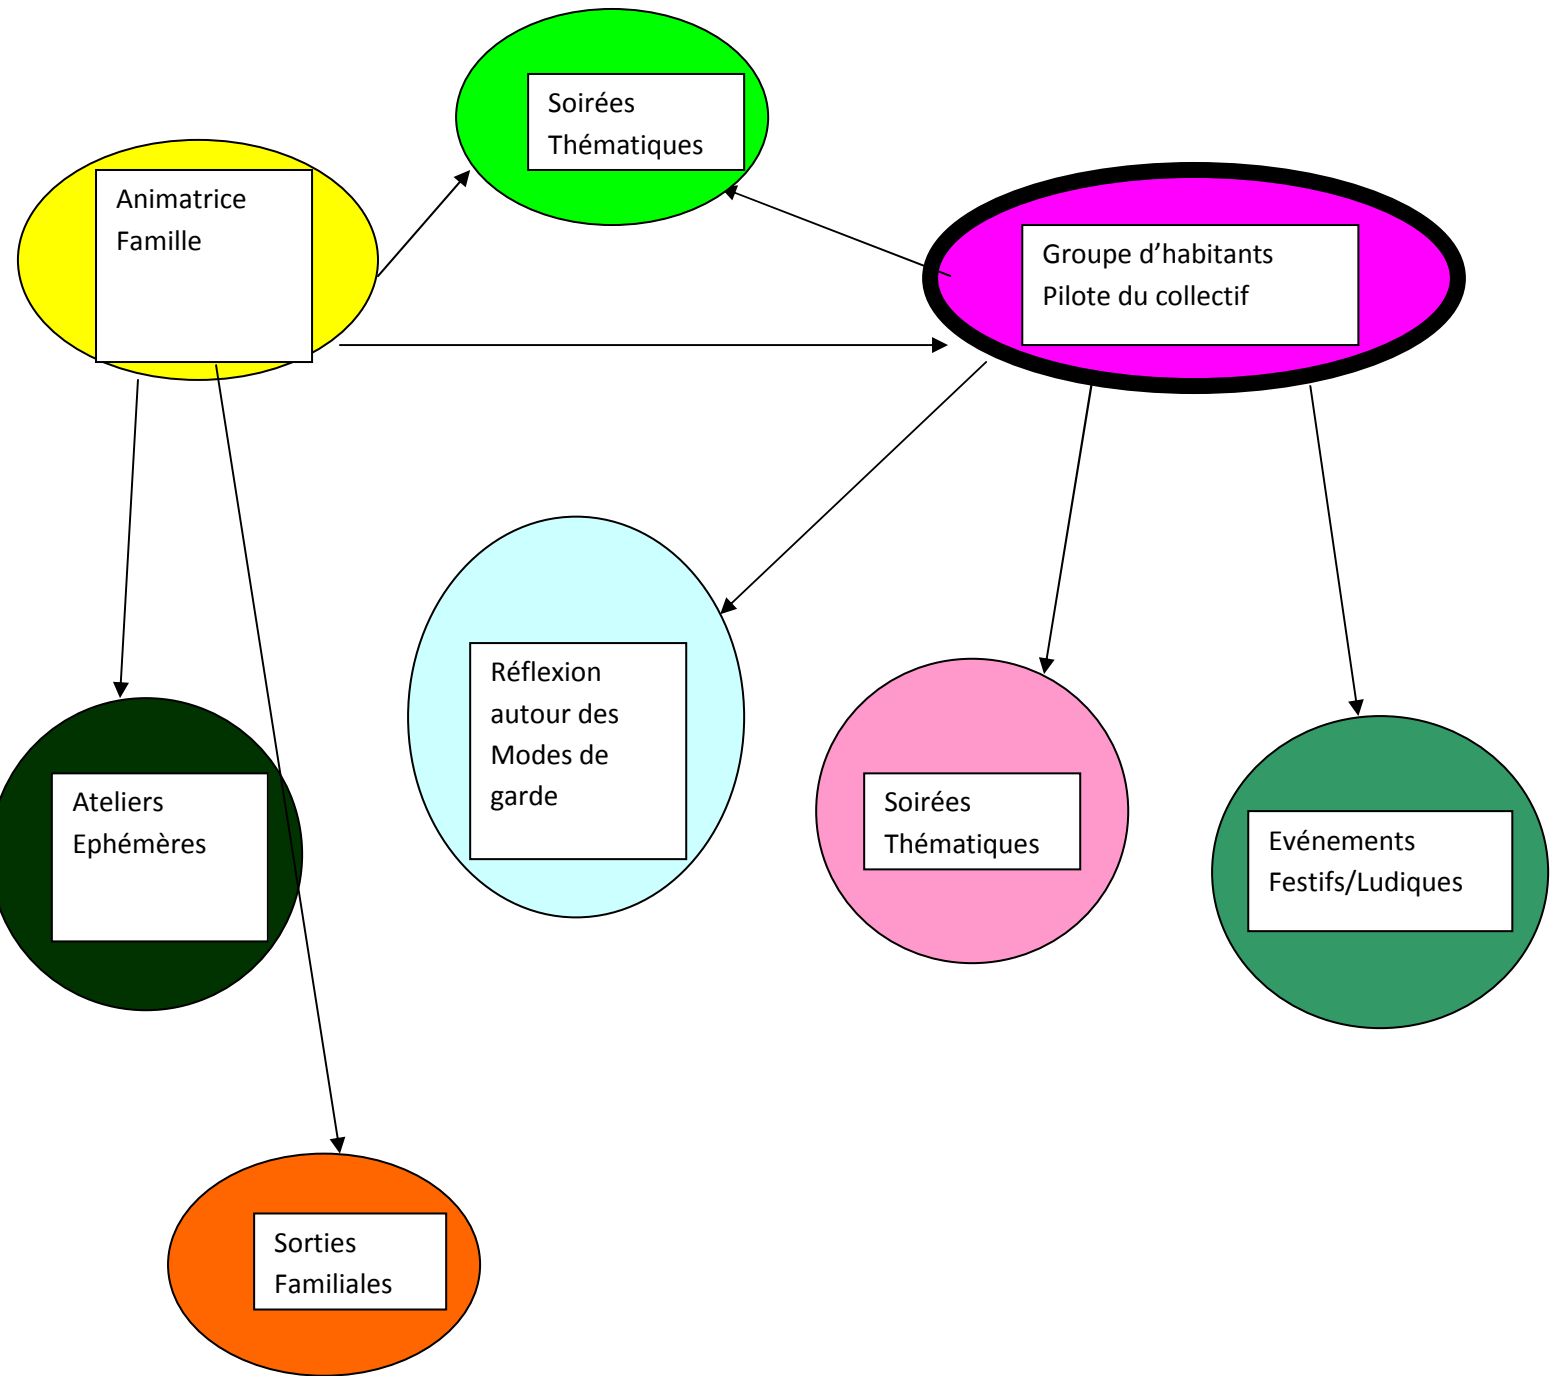 Soirées
Thématiques
Animatrice
Famille
Groupe d’habitants
Pilote du collectif
Réflexion
autour des
Modes de
garde
Ateliers
Ephémères
Soirées
Thématiques
Evénements
Festifs/Ludiques
Sorties
Familiales